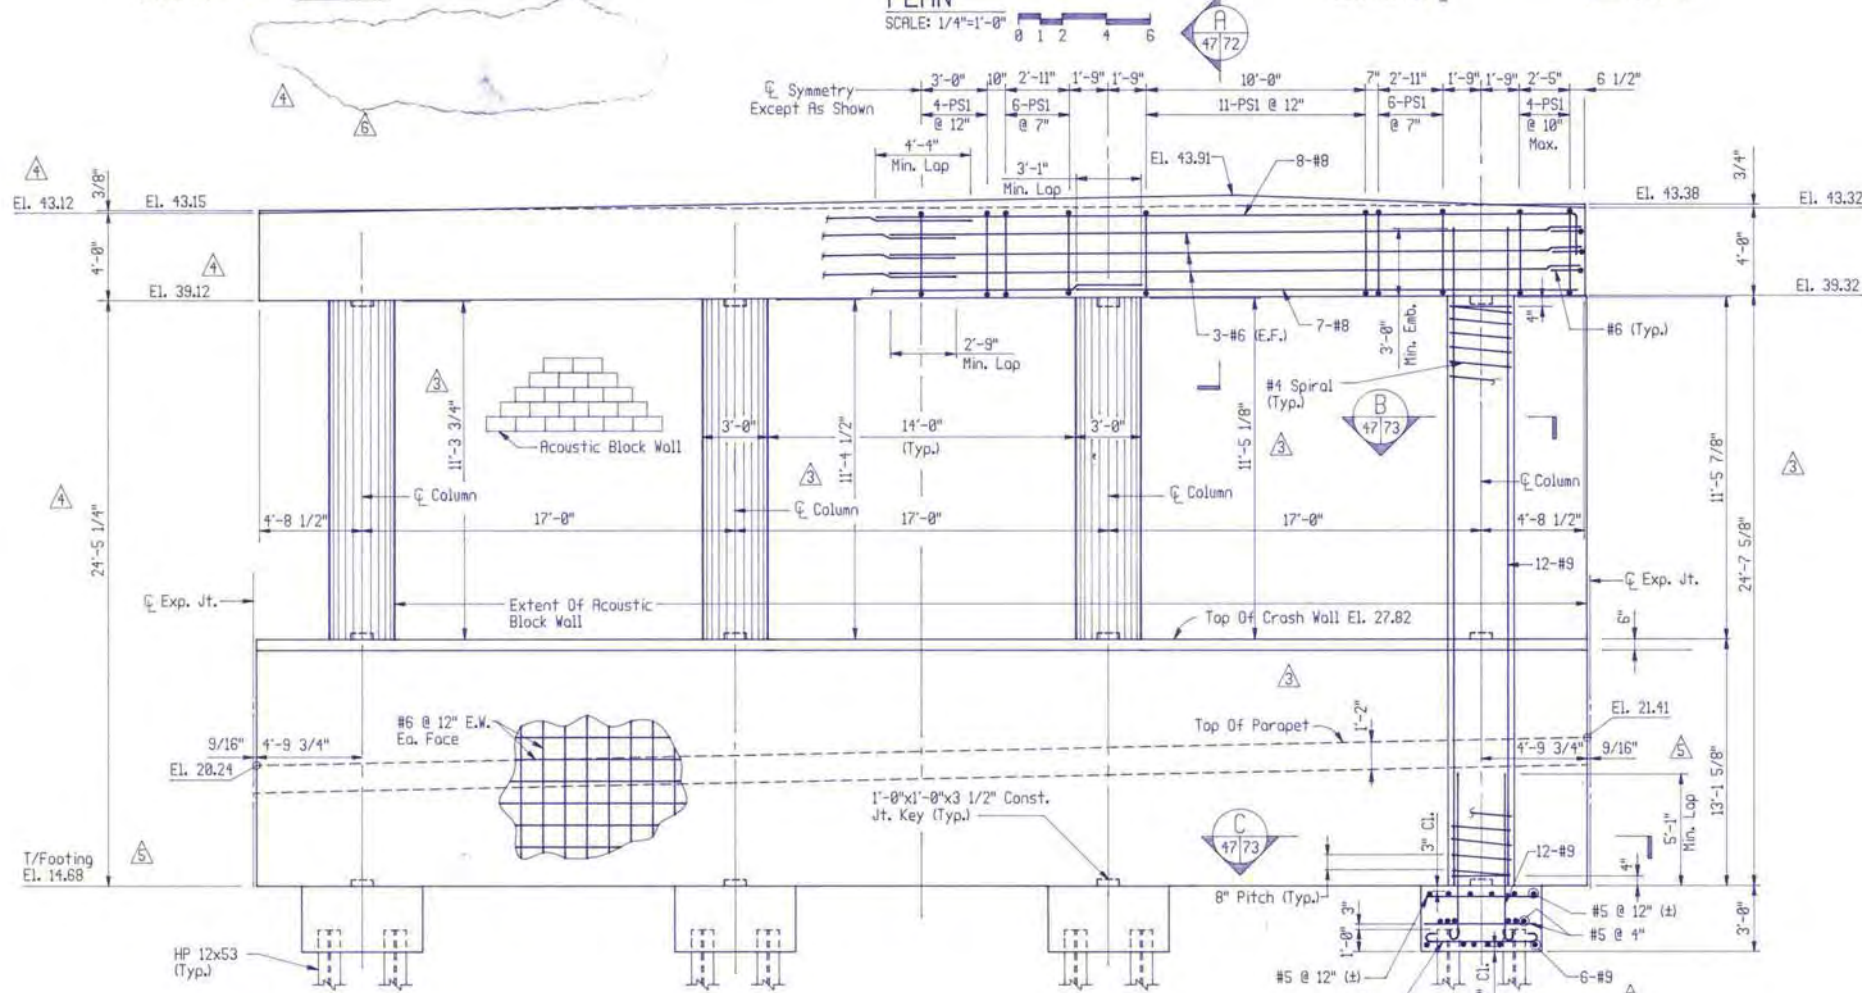 SCALE: 1/4"=1'-0"
0 1 2 4 6
A
47 72
4
6
℄ Symmetry
Except As Shown
3'-0" 10" 2'-11" 1'-9" 1'-9" 10'-0" 7" 2'-11" 1'-9" 1'-9" 2'-5" 6 1/2"
4-PS1
@ 12"
6-PS1
@ 7"
11-PS1 @ 12"
6-PS1
@ 7"
4-PS1
@ 10"
Max.
4'-4"
Min. Lap
3'-1"
Min. Lap
El. 43.91
8-#8
4
El. 43.12
3/8"
El. 43.15
3/4"
El. 43.38
El. 43.32
4'-0"
4
El. 39.12
4'-0"
El. 39.32
3-#6 (E.F.)
7-#8
3'-0"
Min. Emb.
4"
#6 (Typ.)
2'-9"
Min. Lap
#4 Spiral
(Typ.)
B
47 73
3
Acoustic Block Wall
11'-3 3/4"
3'-0"
14'-0"
(Typ.)
3'-0"
11'-4 1/2"
11'-5 1/8"
3
3
11'-5 7/8"
3
4
24'-5 1/4"
℄ Column
℄ Column
℄ Column
℄ Column
4'-8 1/2" 17'-0" 17'-0" 17'-0" 4'-8 1/2"
12-#9
24'-7 5/8"
℄ Exp. Jt.
℄ Exp. Jt.
Extent Of Acoustic
Block Wall
Top Of Crash Wall El. 27.82
6"
3
#6 @ 12" E.W.
Ea. Face
Top Of Parapet
1'-2"
El. 21.41
9/16" 4'-9 3/4"
4'-9 3/4" 9/16"
5
El. 20.24
1'-0"x1'-0"x3 1/2" Const.
Jt. Key (Typ.)
5'-1"
Min. Lap
13'-1 5/8"
C
47 73
3" Cl.
12-#9
T/Footing
El. 14.68
5
8" Pitch (Typ.)
4"
#5 @ 12" (±)
#5 @ 4"
3'-0"
3"
1'-0"
HP 12x53
(Typ.)
#5 @ 12" (±)
Cl.
6-#9